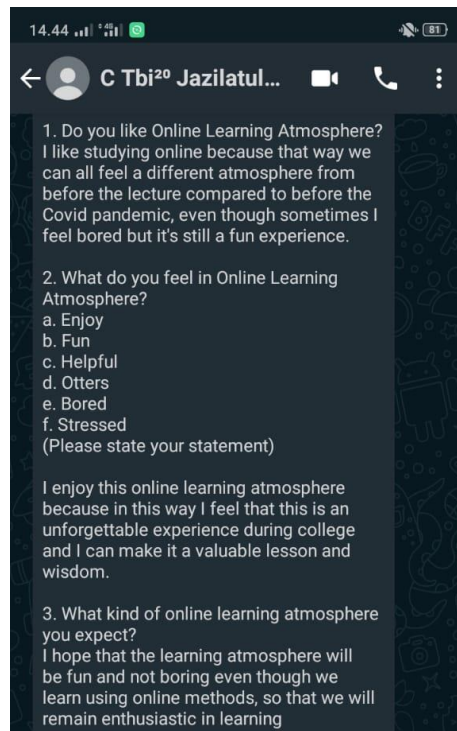 14.44 4G 81
C Tbi²⁰ Jazilatul...
1. Do you like Online Learning Atmosphere?
I like studying online because that way we
can all feel a different atmosphere from
before the lecture compared to before the
Covid pandemic, even though sometimes I
feel bored but it's still a fun experience.
2. What do you feel in Online Learning
Atmosphere?
a. Enjoy
b. Fun
c. Helpful
d. Otters
e. Bored
f. Stressed
(Please state your statement)
I enjoy this online learning atmosphere
because in this way I feel that this is an
unforgettable experience during college
and I can make it a valuable lesson and
wisdom.
3. What kind of online learning atmosphere
you expect?
I hope that the learning atmosphere will
be fun and not boring even though we
learn using online methods, so that we will
remain enthusiastic in learning